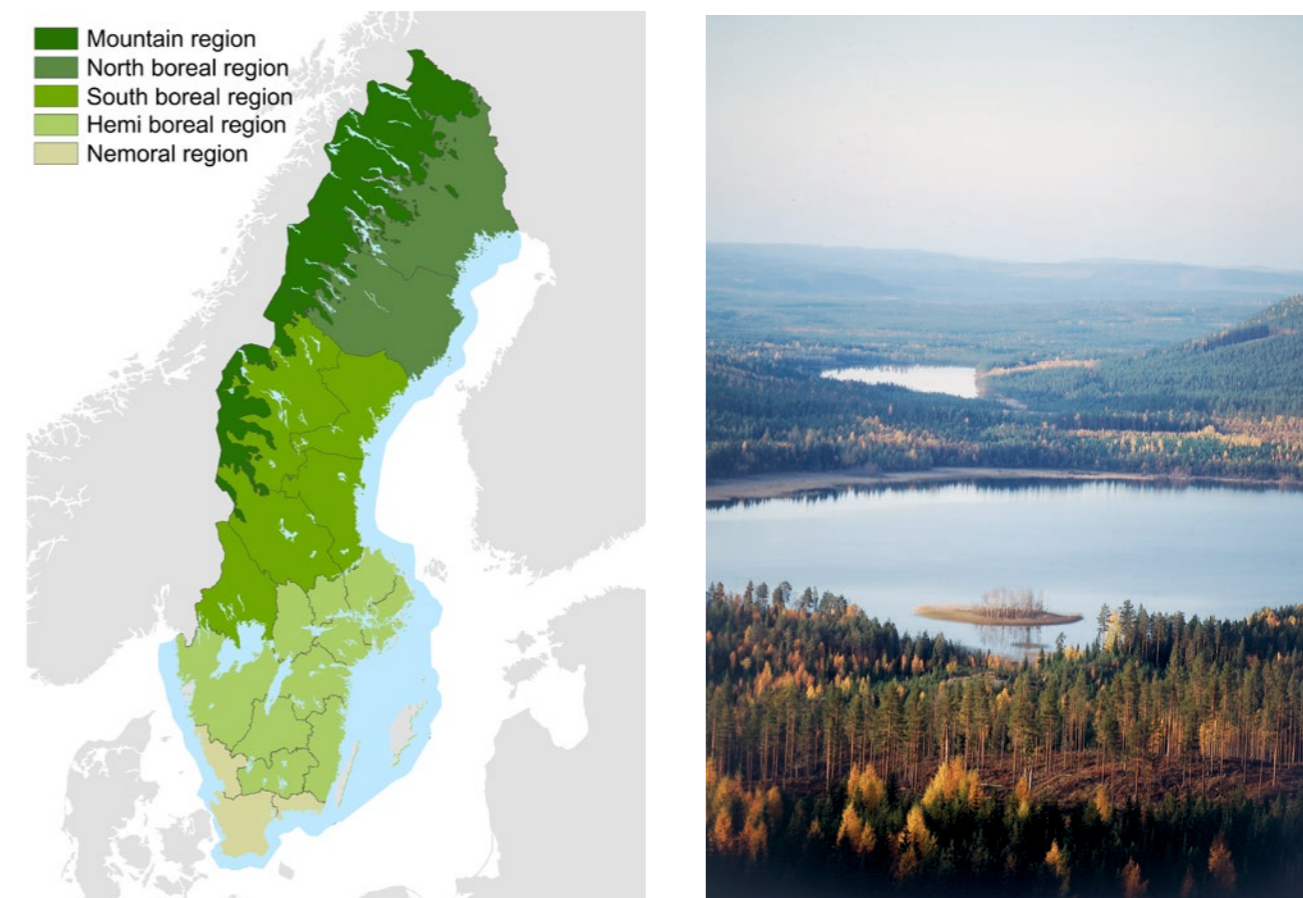 Mountain region
North boreal region
South boreal region
Hemi boreal region
Nemoral region